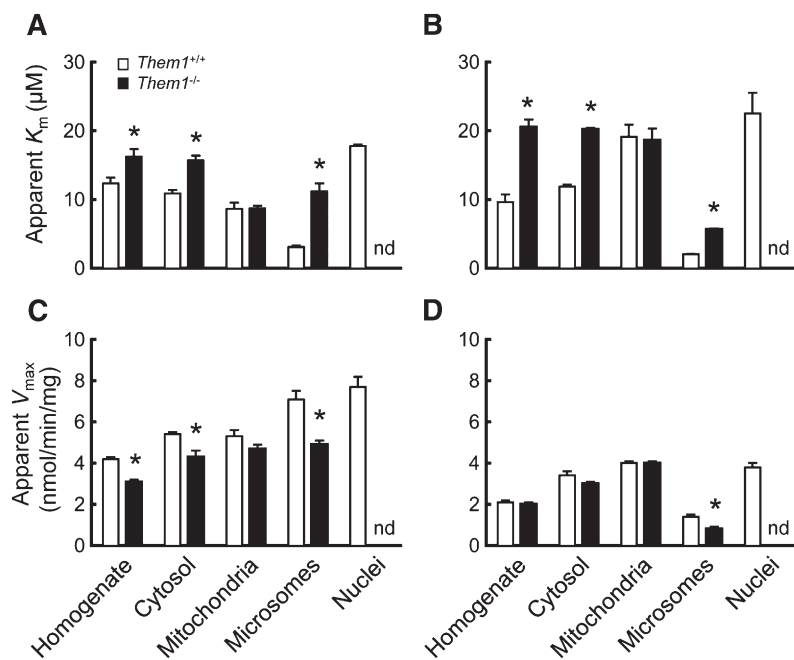 A
B
Them1+/+
Them1-/-
Apparent Km (μM)
30
20
10
0
*
*
*
nd
30
20
10
0
*
*
*
nd
C
D
Apparent Vmax
(nmol/min/mg)
10
8
6
4
2
0
*
*
*
nd
10
8
6
4
2
0
*
nd
Homogenate
Cytosol
Mitochondria
Microsomes
Nuclei
Homogenate
Cytosol
Mitochondria
Microsomes
Nuclei